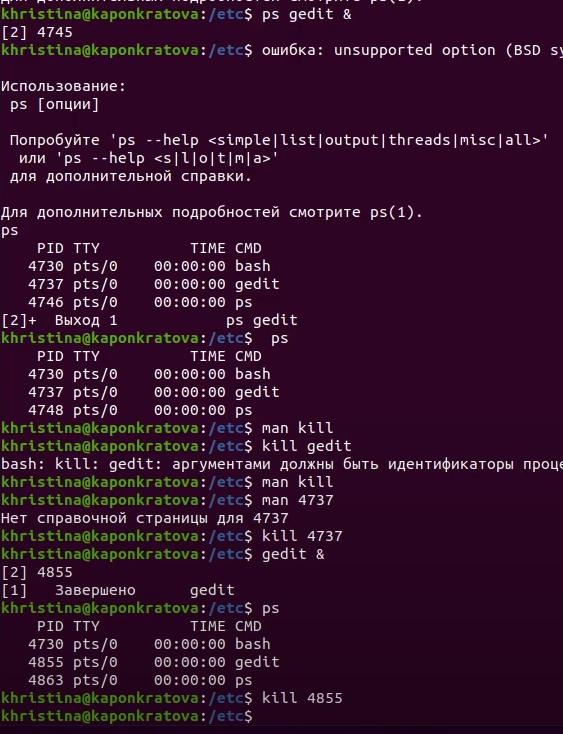 для дополнительных подробностей смотрите ps(1).
khristina@kaponkratova:/etc$ ps gedit &
[2] 4745
khristina@kaponkratova:/etc$ ошибка: unsupported option (BSD sy
Использование:
ps [опции]
Попробуйте 'ps --help <simple|list|output|threads|misc|all>'
или 'ps --help <s|l|o|t|m|a>'
для дополнительной справки.
Для дополнительных подробностей смотрите ps(1).
ps
PID TTY TIME CMD
4730 pts/0 00:00:00 bash
4737 pts/0 00:00:00 gedit
4746 pts/0 00:00:00 ps
[2]+ Выход 1 ps gedit
khristina@kaponkratova:/etc$ ps
PID TTY TIME CMD
4730 pts/0 00:00:00 bash
4737 pts/0 00:00:00 gedit
4748 pts/0 00:00:00 ps
khristina@kaponkratova:/etc$ man kill
khristina@kaponkratova:/etc$ kill gedit
bash: kill: gedit: аргументами должны быть идентификаторы проце
khristina@kaponkratova:/etc$ man kill
khristina@kaponkratova:/etc$ man 4737
Нет справочной страницы для 4737
khristina@kaponkratova:/etc$ kill 4737
khristina@kaponkratova:/etc$ gedit &
[2] 4855
[1] Завершено gedit
khristina@kaponkratova:/etc$ ps
PID TTY TIME CMD
4730 pts/0 00:00:00 bash
4855 pts/0 00:00:00 gedit
4863 pts/0 00:00:00 ps
khristina@kaponkratova:/etc$ kill 4855
khristina@kaponkratova:/etc$